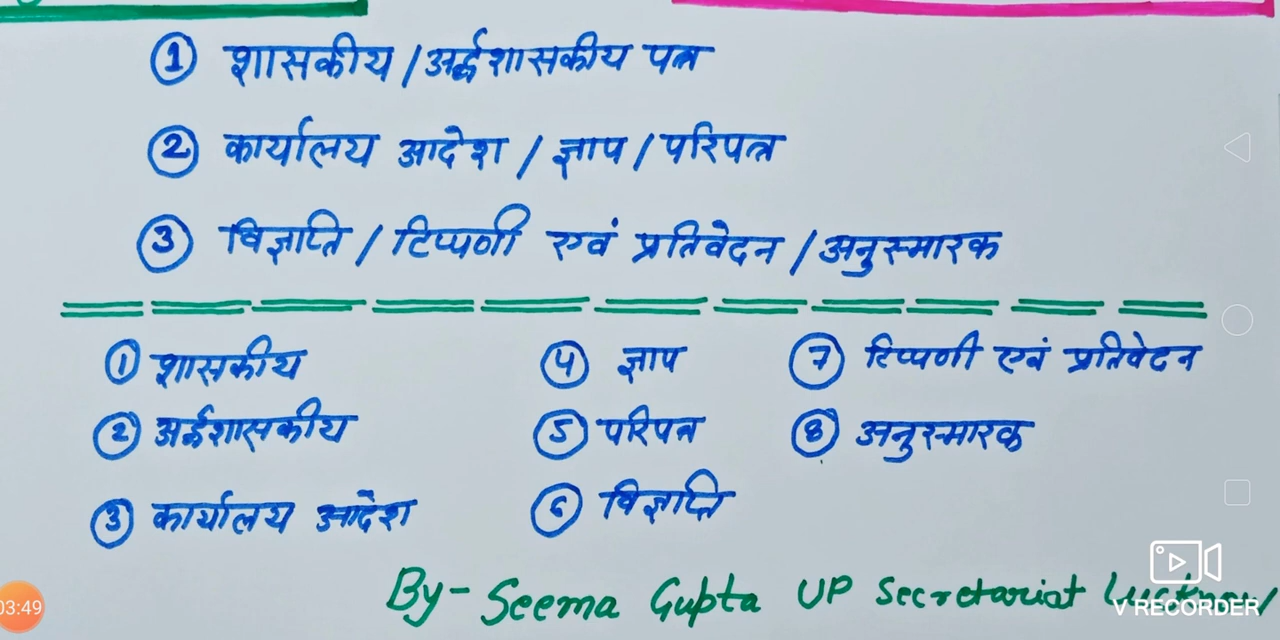 ① शासकीय / अर्द्धशासकीय पत्र
② कार्यालय आदेश / ज्ञाप / परिपत्र
③ विज्ञप्ति / टिप्पणी एवं प्रतिवेदन / अनुस्मारक
① शासकीय ④ ज्ञाप ⑦ टिप्पणी एवं प्रतिवेदन
② अर्द्धशासकीय ⑤ परिपत्र ⑧ अनुस्मारक
③ कार्यालय आदेश ⑥ विज्ञप्ति
By- Seema Gupta UP Secretariat Lucknow
03:49
V RECORDER